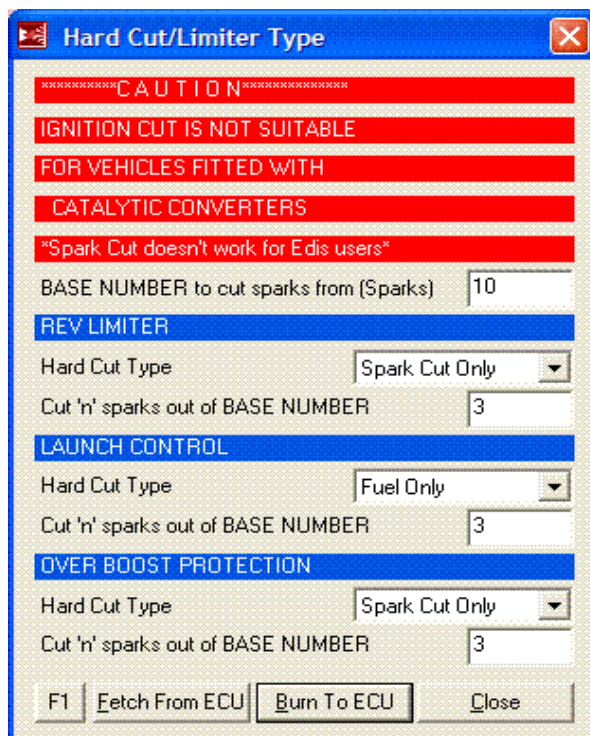 Hard Cut/Limiter Type
**********C A U T I O N**************
IGNITION CUT IS NOT SUITABLE
FOR VEHICLES FITTED WITH
CATALYTIC CONVERTERS
*Spark Cut doesn't work for Edis users*
BASE NUMBER to cut sparks from (Sparks) 10
REV LIMITER
Hard Cut Type Spark Cut Only
Cut 'n' sparks out of BASE NUMBER 3
LAUNCH CONTROL
Hard Cut Type Fuel Only
Cut 'n' sparks out of BASE NUMBER 3
OVER BOOST PROTECTION
Hard Cut Type Spark Cut Only
Cut 'n' sparks out of BASE NUMBER 3
F1 Fetch From ECU Burn To ECU Close